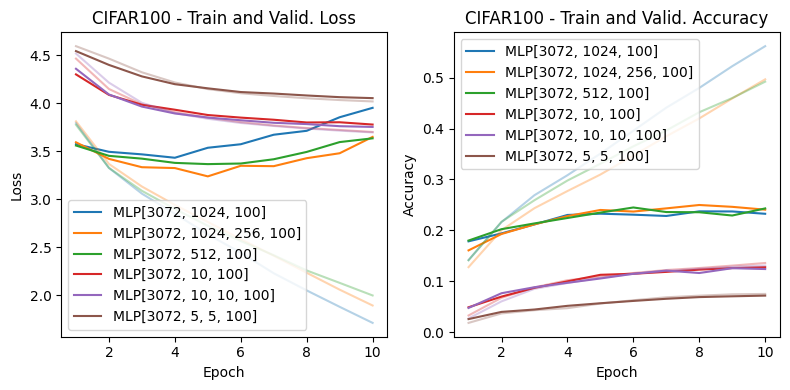 CIFAR100 - Train and Valid. Loss
Loss
4.5
4.0
3.5
3.0
2.5
2.0
MLP[3072, 1024, 100]
MLP[3072, 1024, 256, 100]
MLP[3072, 512, 100]
MLP[3072, 10, 100]
MLP[3072, 10, 10, 100]
MLP[3072, 5, 5, 100]
2 4 6 8 10
Epoch
CIFAR100 - Train and Valid. Accuracy
Accuracy
MLP[3072, 1024, 100]
MLP[3072, 1024, 256, 100]
MLP[3072, 512, 100]
MLP[3072, 10, 100]
MLP[3072, 10, 10, 100]
MLP[3072, 5, 5, 100]
0.5
0.4
0.3
0.2
0.1
0.0
2 4 6 8 10
Epoch